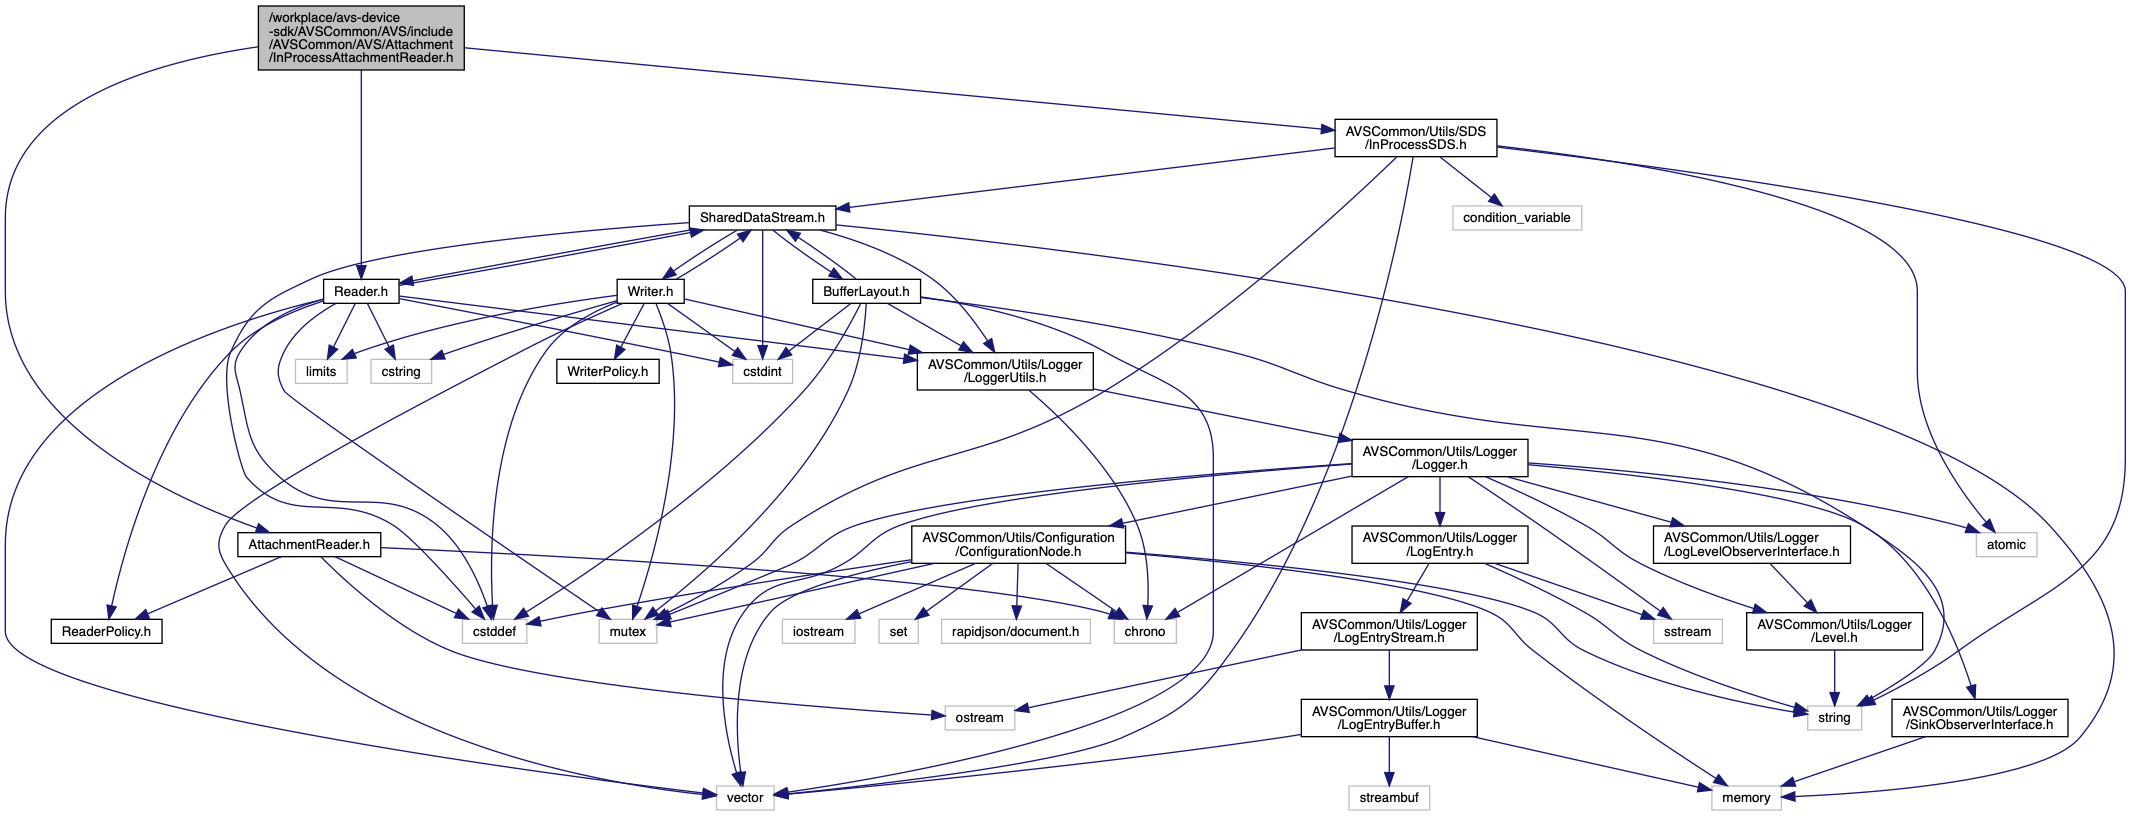 /workplace/avs-device
-sdk/AVSCommon/AVS/include
/AVSCommon/AVS/Attachment
/InProcessAttachmentReader.h
AVSCommon/Utils/SDS
/InProcessSDS.h
SharedDataStream.h
condition_variable
Reader.h
Writer.h
BufferLayout.h
limits
cstring
WriterPolicy.h
cstdint
AVSCommon/Utils/Logger
/LoggerUtils.h
AVSCommon/Utils/Logger
/Logger.h
AttachmentReader.h
AVSCommon/Utils/Configuration
/ConfigurationNode.h
AVSCommon/Utils/Logger
/LogEntry.h
AVSCommon/Utils/Logger
/LogLevelObserverInterface.h
atomic
ReaderPolicy.h
cstddef
mutex
iostream
set
rapidjson/document.h
chrono
AVSCommon/Utils/Logger
/LogEntryStream.h
sstream
AVSCommon/Utils/Logger
/Level.h
ostream
AVSCommon/Utils/Logger
/LogEntryBuffer.h
string
AVSCommon/Utils/Logger
/SinkObserverInterface.h
vector
streambuf
memory